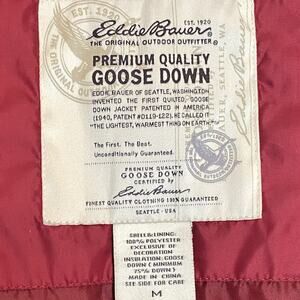 EST. 1920
Eddie Bauer®
THE ORIGINAL OUTDOOR OUTFITTER®
PREMIUM QUALITY
GOOSE DOWN
EDDIE BAUER OF SEATTLE, WASHINGTON
INVENTED THE FIRST QUILTED, GOOSE
DOWN JACKET PATENTED IN AMERICA
(1940, PATENT #D119-122). HE CALLED IT
"THE LIGHTEST, WARMEST THING ON EARTH."
The First. The Best.
Unconditionally Guaranteed.
PREMIUM QUALITY
GOOSE DOWN
CERTIFIED by
Eddie Bauer
FINEST QUALITY CLOTHING 100% GUARANTEED
SEATTLE - USA
SHELL & LINING:
100% POLYESTER
EXCLUSIVE OF
DECORATION
INSULATION: GOOSE
DOWN (MINIMUM
75% DOWN)
MADE IN CHINA
SEE SIDE FOR CARE
M